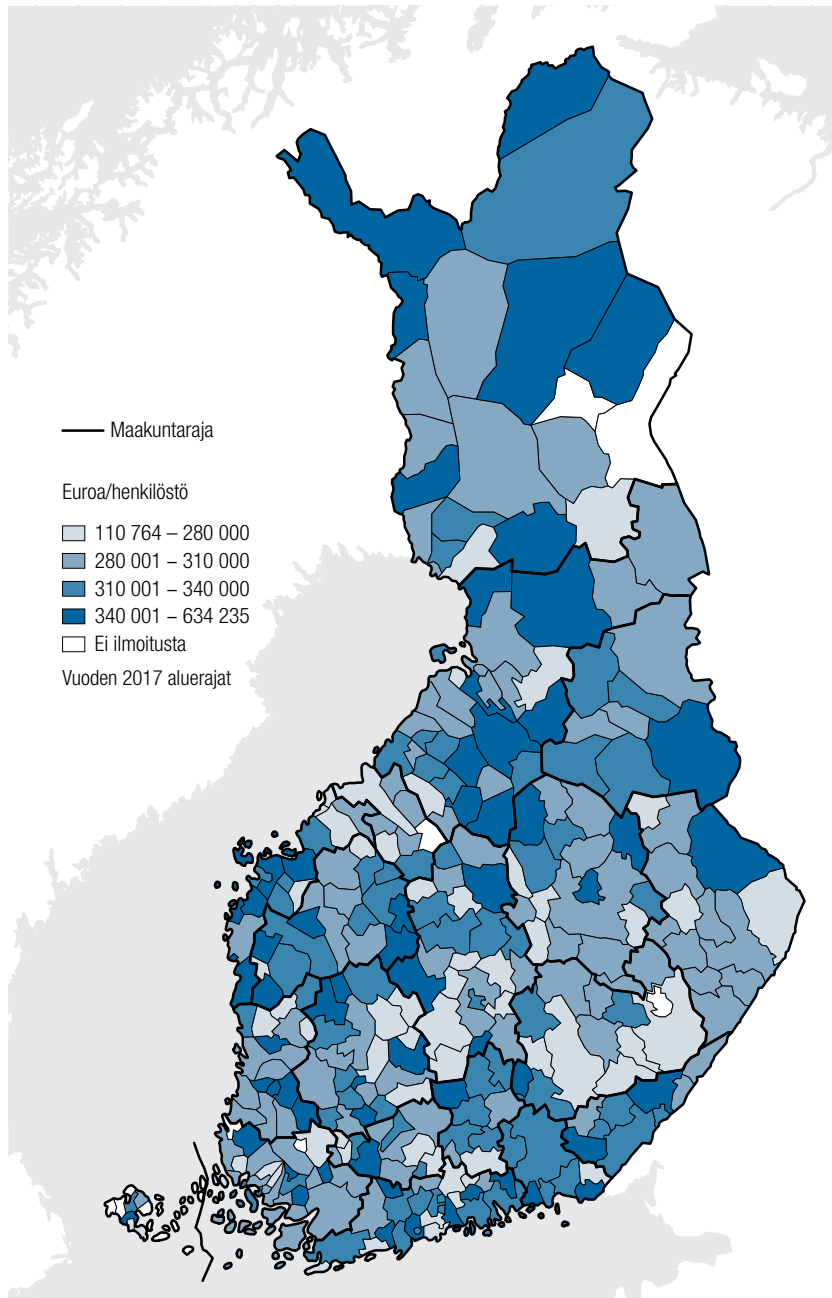 Maakuntaraja
Euroa/henkilöstö
110 764 – 280 000
280 001 – 310 000
310 001 – 340 000
340 001 – 634 235
Ei ilmoitusta
Vuoden 2017 aluerajat